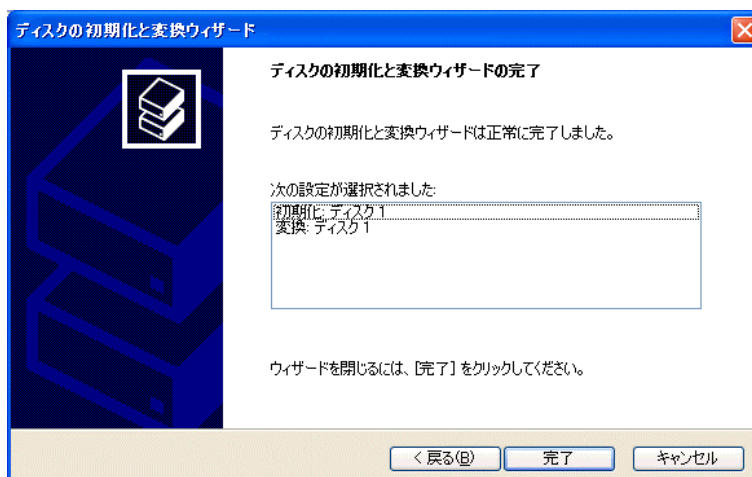 ディスクの初期化と変換ウィザード
ディスクの初期化と変換ウィザードの完了
ディスクの初期化と変換ウィザードは正常に完了しました。
次の設定が選択されました:
初期化: ディスク 1
変換: ディスク 1
ウィザードを閉じるには、[完了] をクリックしてください。
< 戻る(B)
完了
キャンセル